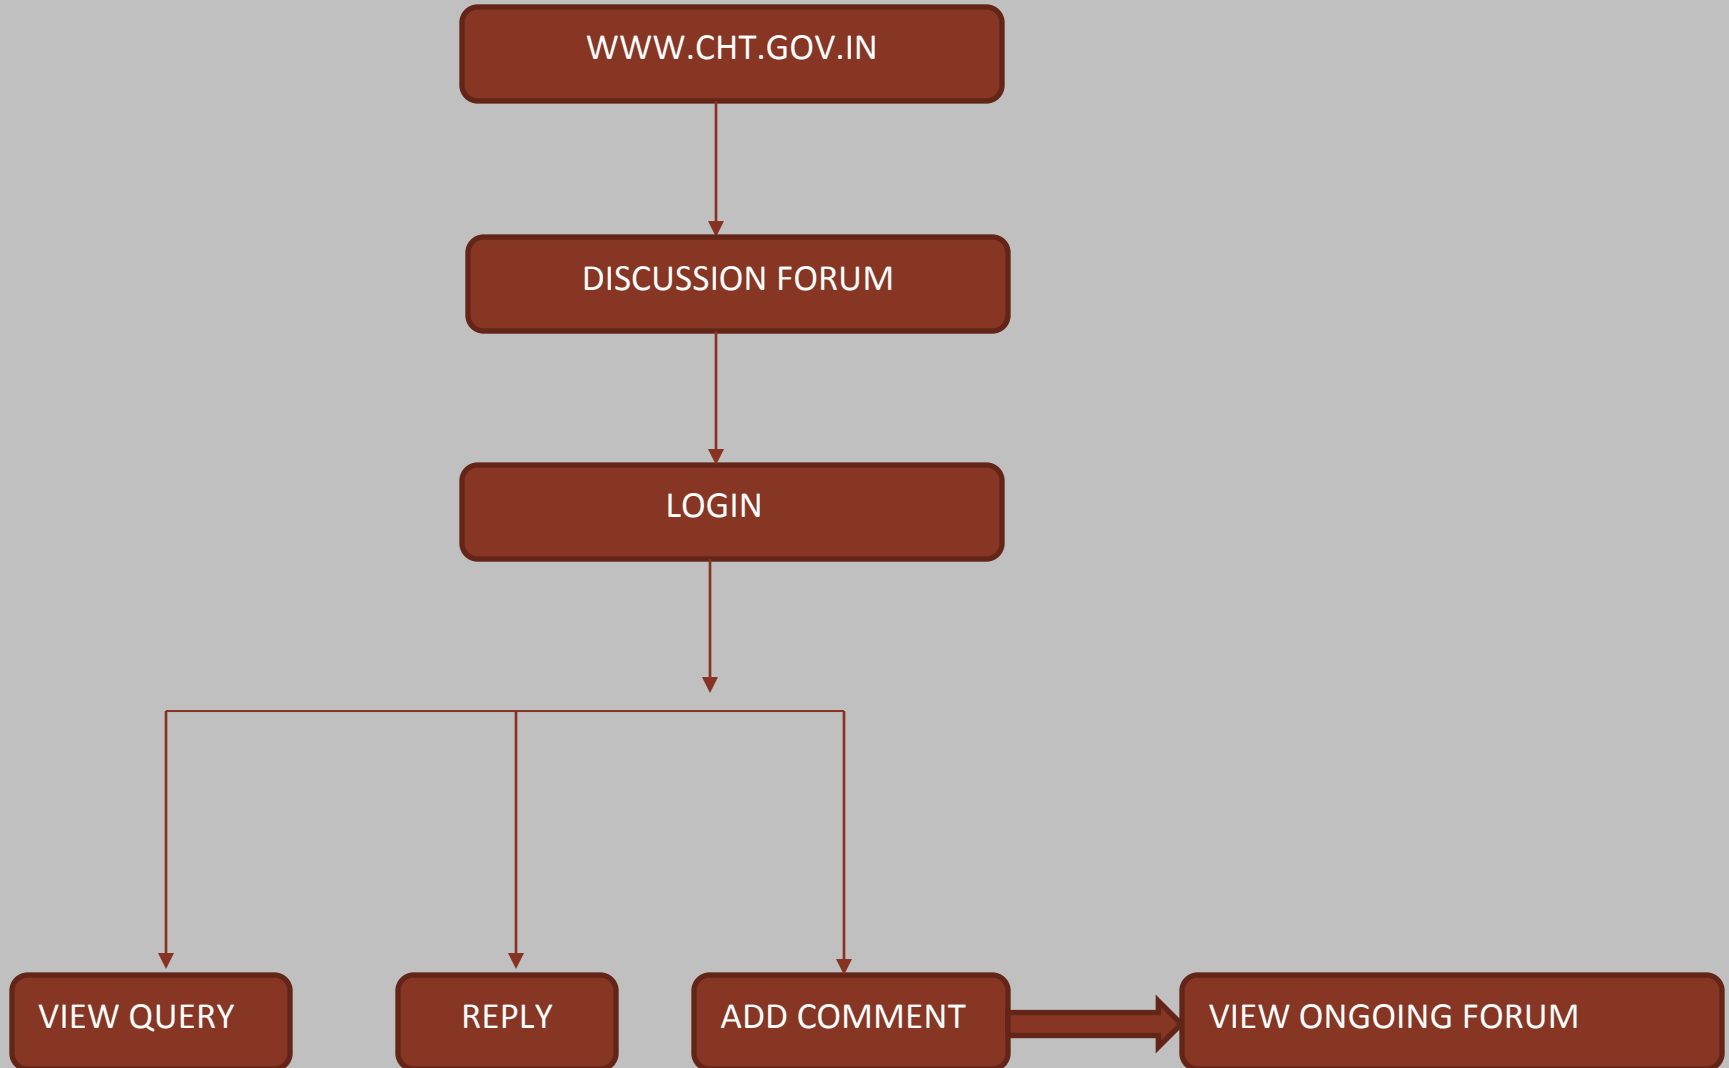 WWW.CHT.GOV.IN
DISCUSSION FORUM
LOGIN
VIEW QUERY
REPLY
ADD COMMENT
VIEW ONGOING FORUM